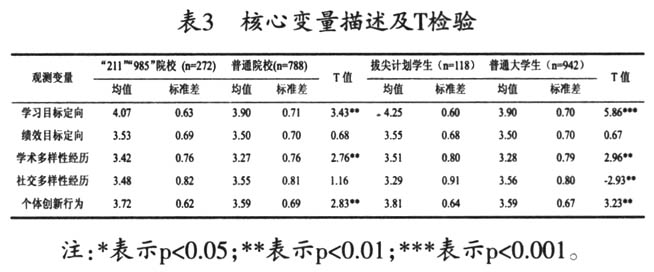 表3 核心变量描述及T检验
观测变量 “211”“985”院校 (n=272) 普通院校(n=788) T 值 拔尖计划学生（n=118） 普通大学生（n=942） T 值
均值 标准差 均值 标准差 均值 标准差 均值 标准差
学习目标定向 4.07 0.63 3.90 0.71 3.43** 4.25 0.60 3.90 0.70 5.86***
绩效目标定向 3.53 0.69 3.50 0.70 0.68 3.55 0.68 3.50 0.70 0.67
学术多样性经历 3.42 0.76 3.27 0.76 2.76** 3.51 0.80 3.28 0.79 2.96**
社交多样性经历 3.48 0.82 3.55 0.81 1.16 3.29 0.91 3.56 0.80 -2.93**
个体创新行为 3.72 0.62 3.59 0.69 2.83** 3.81 0.64 3.59 0.67 3.23**
注:*表示p<0.05;**表示p<0.01;***表示p<0.001。